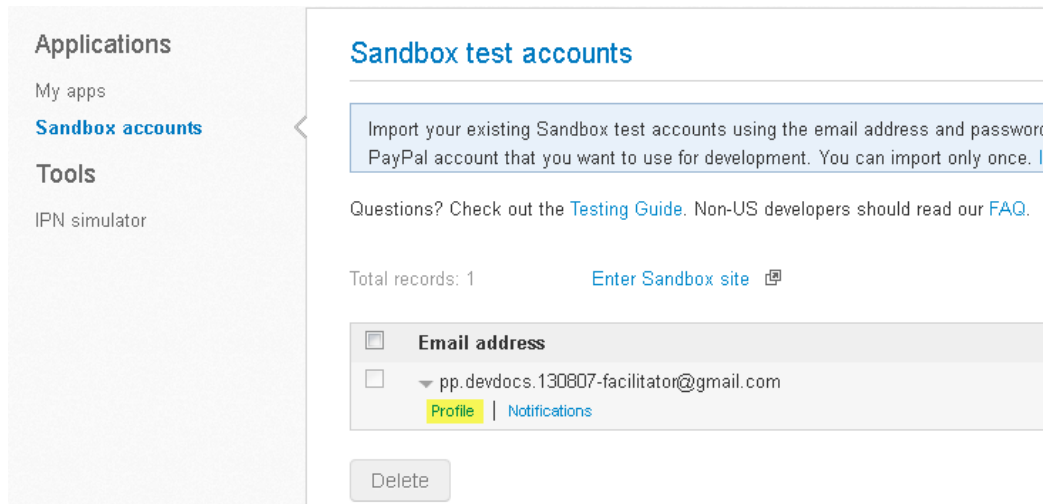 Applications
My apps
Sandbox accounts
Tools
IPN simulator
Sandbox test accounts
Import your existing Sandbox test accounts using the email address and password
PayPal account that you want to use for development. You can import only once.
Questions? Check out the Testing Guide. Non-US developers should read our FAQ.
Total records: 1 Enter Sandbox site
Email address
pp.devdocs.130807-facilitator@gmail.com
Profile | Notifications
Delete